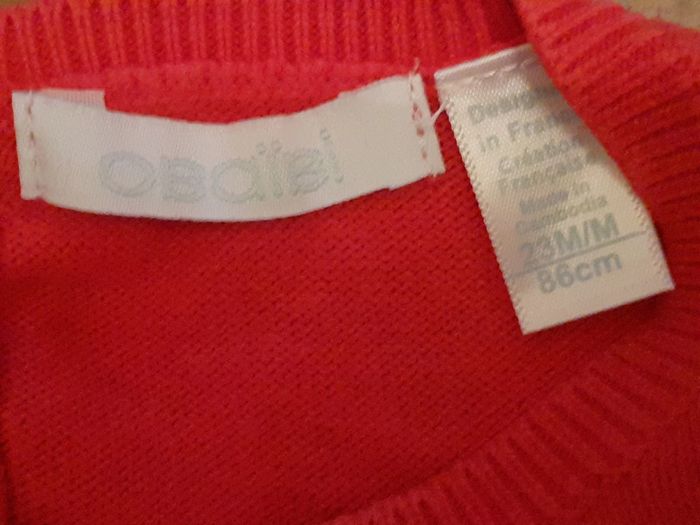 obaïbi
Designed
in France
Création
Française
Made in
Cambodia
23M/M
86cm